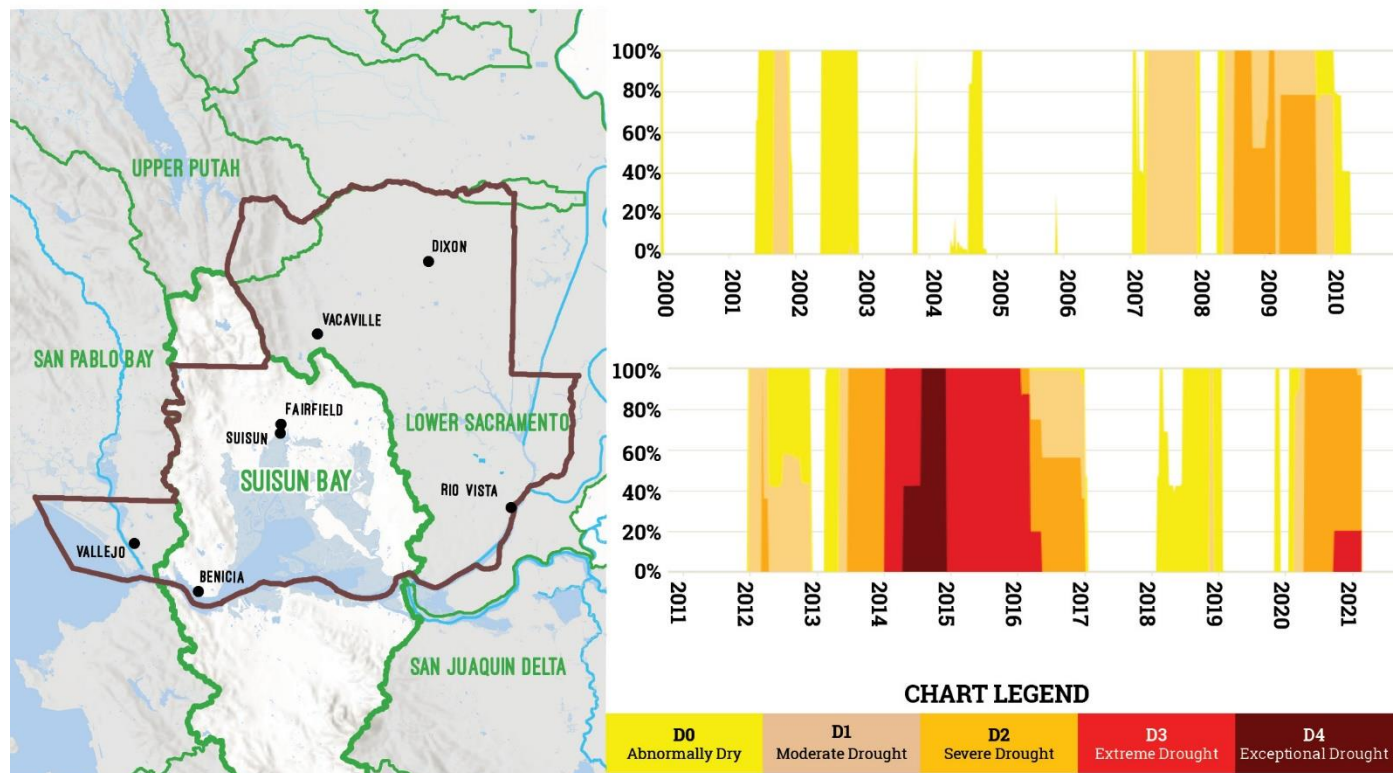 UPPER PUTAH
DIXON
VACAVILLE
SAN PABLO BAY
FAIRFIELD
SUISUN
LOWER SACRAMENTO
SUISUN BAY
RIO VISTA
VALLEJO
BENICIA
SAN JUAQUIN DELTA
100%
80%
60%
40%
20%
0%
2000
2001
2002
2003
2004
2005
2006
2007
2008
2009
2010
100%
80%
60%
40%
20%
0%
2011
2012
2013
2014
2015
2016
2017
2018
2019
2020
2021
CHART LEGEND
D0
Abnormally Dry
D1
Moderate Drought
D2
Severe Drought
D3
Extreme Drought
D4
Exceptional Drought